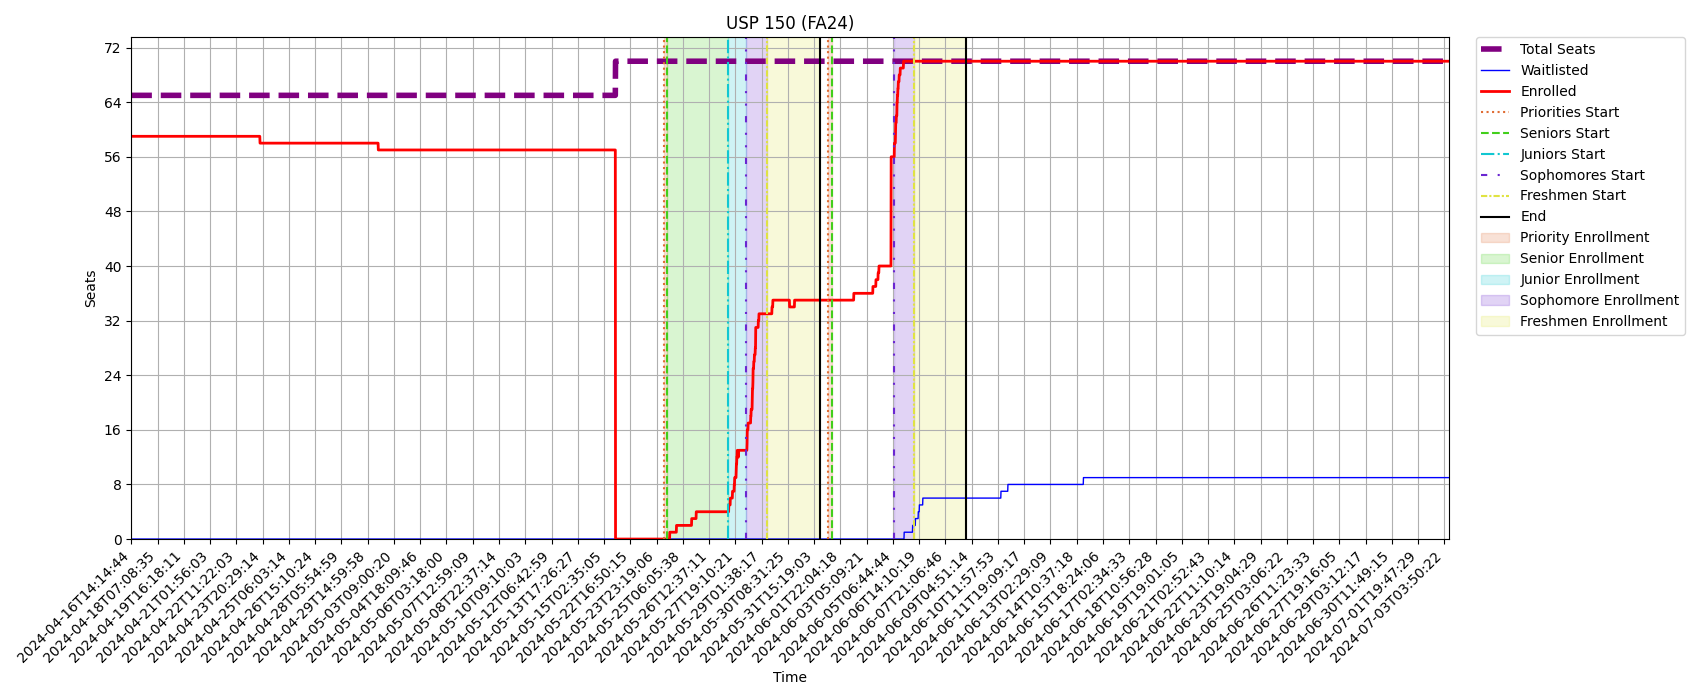 USP 150 (FA24)
Seats
72
64
56
48
40
32
24
16
8
0
2024-04-16T14:14:44
2024-04-18T07:08:35
2024-04-19T16:18:11
2024-04-21T01:56:03
2024-04-22T11:22:03
2024-04-23T20:29:14
2024-04-25T06:03:14
2024-04-26T15:10:24
2024-04-28T05:54:59
2024-04-29T14:59:58
2024-05-03T09:00:20
2024-05-04T18:09:46
2024-05-06T03:18:00
2024-05-07T12:59:09
2024-05-08T22:37:14
2024-05-10T09:10:03
2024-05-12T06:42:59
2024-05-13T17:26:27
2024-05-15T02:35:05
2024-05-22T16:50:15
2024-05-23T23:19:06
2024-05-25T06:05:38
2024-05-26T12:37:11
2024-05-27T19:10:21
2024-05-29T01:38:17
2024-05-30T08:31:25
2024-05-31T15:19:03
2024-06-01T22:04:18
2024-06-03T05:09:21
2024-06-05T06:44:44
2024-06-06T14:10:19
2024-06-07T21:06:46
2024-06-09T04:51:14
2024-06-10T11:57:53
2024-06-11T19:09:17
2024-06-13T02:29:09
2024-06-14T10:37:18
2024-06-15T18:24:06
2024-06-17T02:34:33
2024-06-18T10:56:28
2024-06-19T19:01:05
2024-06-21T02:52:43
2024-06-22T11:10:14
2024-06-23T19:04:29
2024-06-25T03:06:22
2024-06-26T11:23:33
2024-06-27T19:16:05
2024-06-29T03:12:17
2024-06-30T11:49:15
2024-07-01T19:47:29
2024-07-03T03:50:22
Time
Total Seats
Waitlisted
Enrolled
Priorities Start
Seniors Start
Juniors Start
Sophomores Start
Freshmen Start
End
Priority Enrollment
Senior Enrollment
Junior Enrollment
Sophomore Enrollment
Freshmen Enrollment